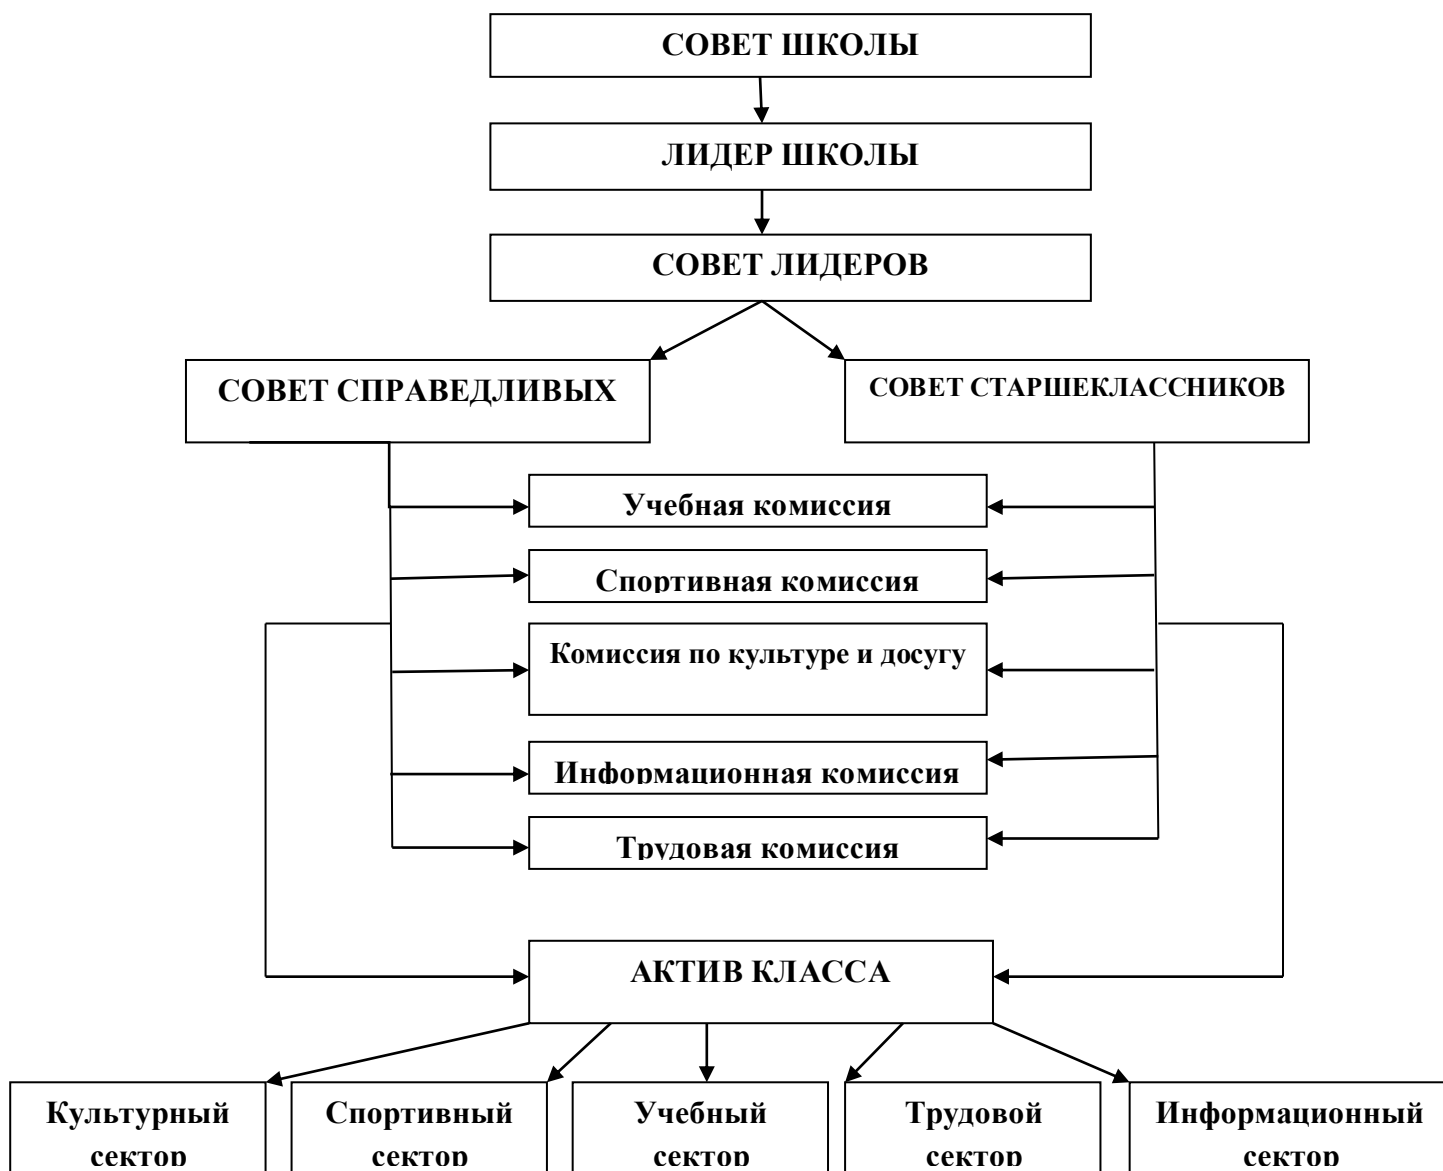 СОВЕТ ШКОЛЫ
ЛИДЕР ШКОЛЫ
СОВЕТ ЛИДЕРОВ
СОВЕТ СПРАВЕДЛИВЫХ
СОВЕТ СТАРШЕКЛАССНИКОВ
Учебная комиссия
Спортивная комиссия
Комиссия по культуре и досугу
Информационная комиссия
Трудовая комиссия
АКТИВ КЛАССА
Культурный
сектор
Спортивный
сектор
Учебный
сектор
Трудовой
сектор
Информационный
сектор